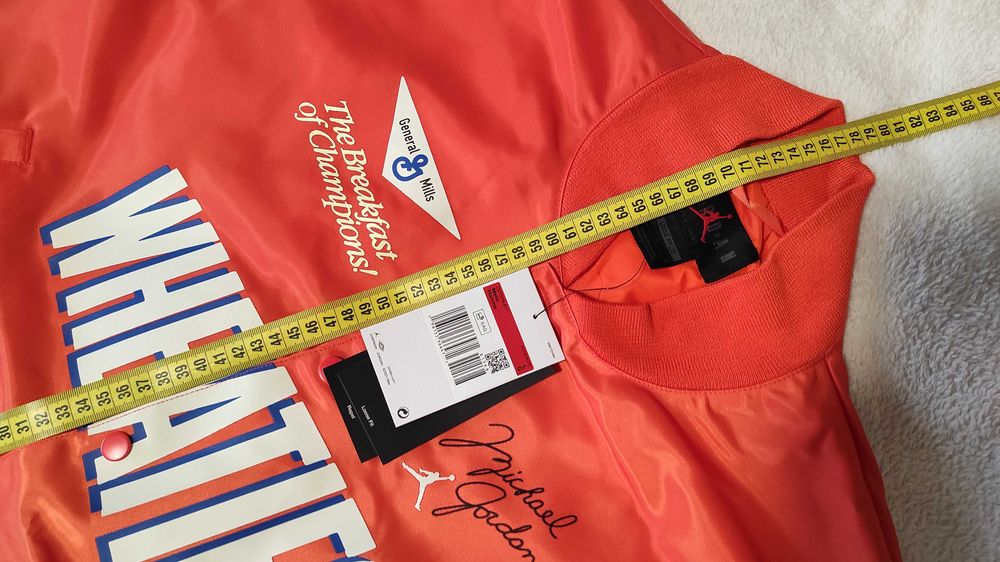 The Breakfast
of Champions!
General
Mills
WHEATIE
Loose Fit
Michael
Jordan
30 31 32 33 34 35 36 37 38 39 40 41 42 43 44 45 46 47 48 49 50 51 52 53 54 55 56 57 58 59 60 61 62 63 64 65 66 67 68 69 70 71 72 73 74 75 76 77 78 79 80 81 82 83 84 85 86